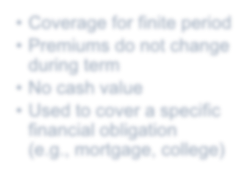 • Coverage for finite period
• Premiums do not change
during term
• No cash value
• Used to cover a specific
financial obligation
(e.g., mortgage, college)